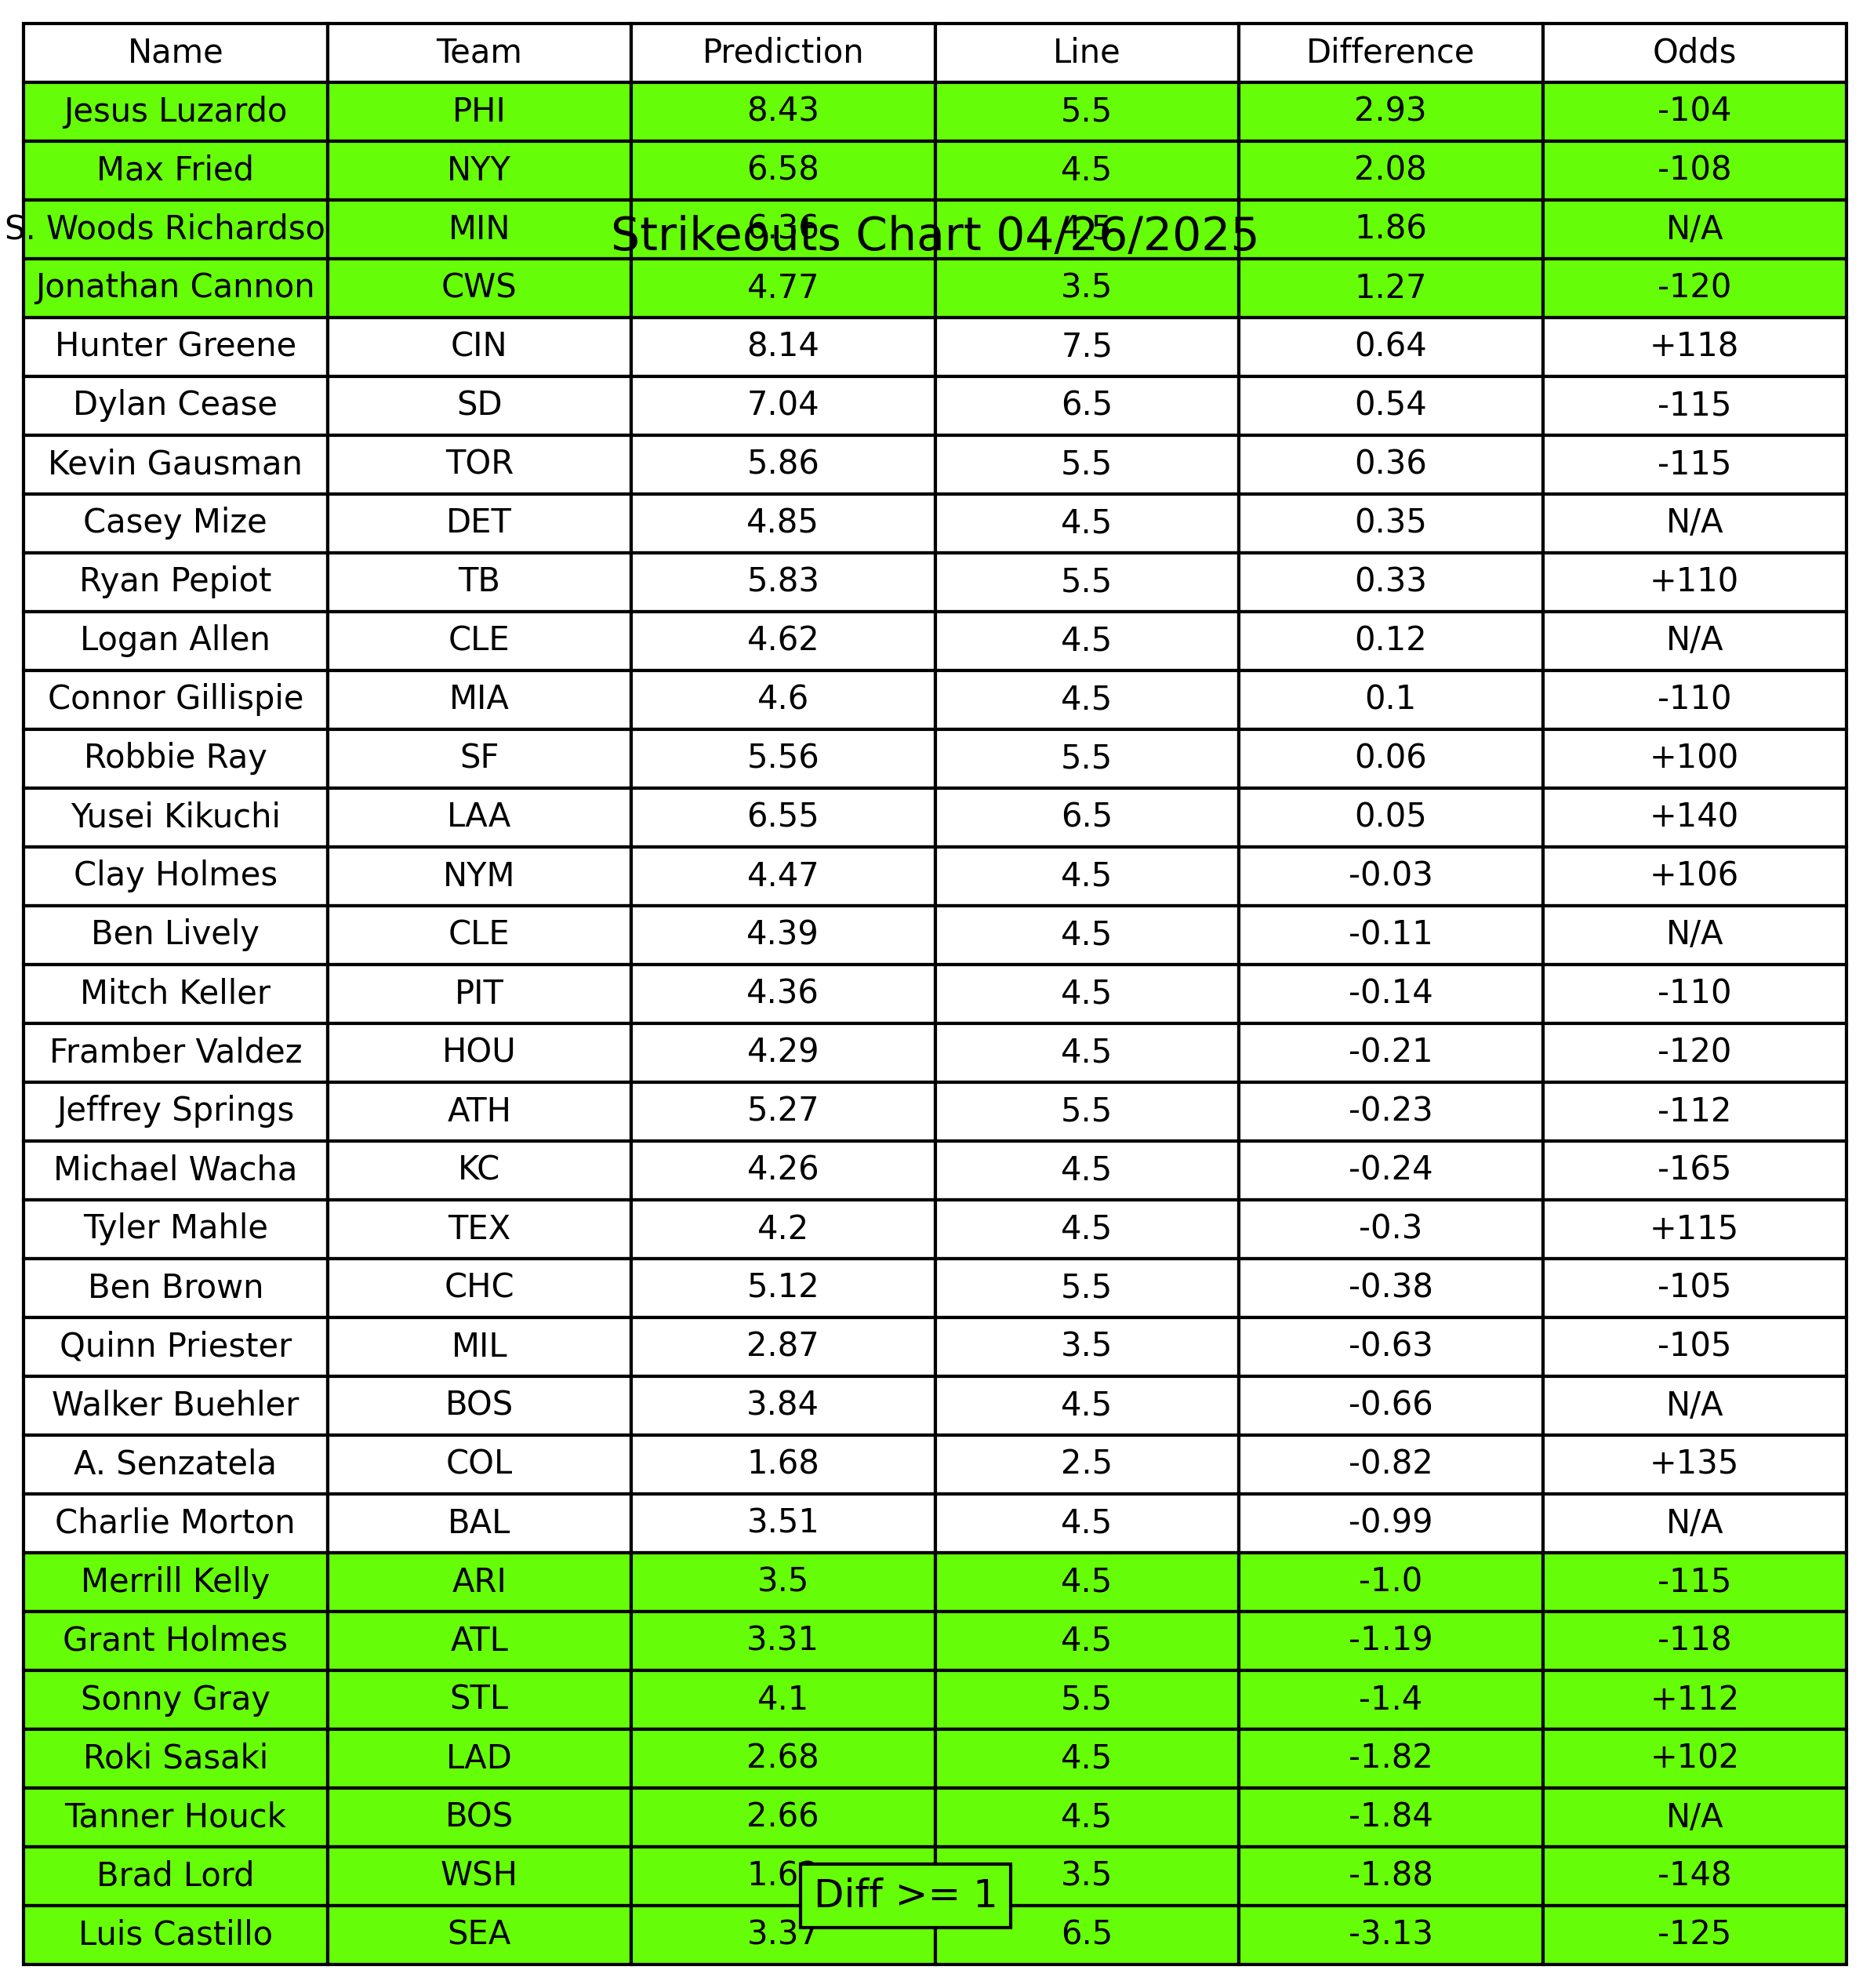 Name Team Prediction Line Difference Odds
Jesus Luzardo PHI 8.43 5.5 2.93 -104
Max Fried NYY 6.58 4.5 2.08 -108
S. Woods Richardso MIN 6.36 4.5 1.86 N/A
Strikeouts Chart 04/26/2025
Jonathan Cannon CWS 4.77 3.5 1.27 -120
Hunter Greene CIN 8.14 7.5 0.64 +118
Dylan Cease SD 7.04 6.5 0.54 -115
Kevin Gausman TOR 5.86 5.5 0.36 -115
Casey Mize DET 4.85 4.5 0.35 N/A
Ryan Pepiot TB 5.83 5.5 0.33 +110
Logan Allen CLE 4.62 4.5 0.12 N/A
Connor Gillispie MIA 4.6 4.5 0.1 -110
Robbie Ray SF 5.56 5.5 0.06 +100
Yusei Kikuchi LAA 6.55 6.5 0.05 +140
Clay Holmes NYM 4.47 4.5 -0.03 +106
Ben Lively CLE 4.39 4.5 -0.11 N/A
Mitch Keller PIT 4.36 4.5 -0.14 -110
Framber Valdez HOU 4.29 4.5 -0.21 -120
Jeffrey Springs ATH 5.27 5.5 -0.23 -112
Michael Wacha KC 4.26 4.5 -0.24 -165
Tyler Mahle TEX 4.2 4.5 -0.3 +115
Ben Brown CHC 5.12 5.5 -0.38 -105
Quinn Priester MIL 2.87 3.5 -0.63 -105
Walker Buehler BOS 3.84 4.5 -0.66 N/A
A. Senzatela COL 1.68 2.5 -0.82 +135
Charlie Morton BAL 3.51 4.5 -0.99 N/A
Merrill Kelly ARI 3.5 4.5 -1.0 -115
Grant Holmes ATL 3.31 4.5 -1.19 -118
Sonny Gray STL 4.1 5.5 -1.4 +112
Roki Sasaki LAD 2.68 4.5 -1.82 +102
Tanner Houck BOS 2.66 4.5 -1.84 N/A
Brad Lord WSH 3.5 -1.88 -148
Diff >= 1
Luis Castillo SEA 3.37 6.5 -3.13 -125